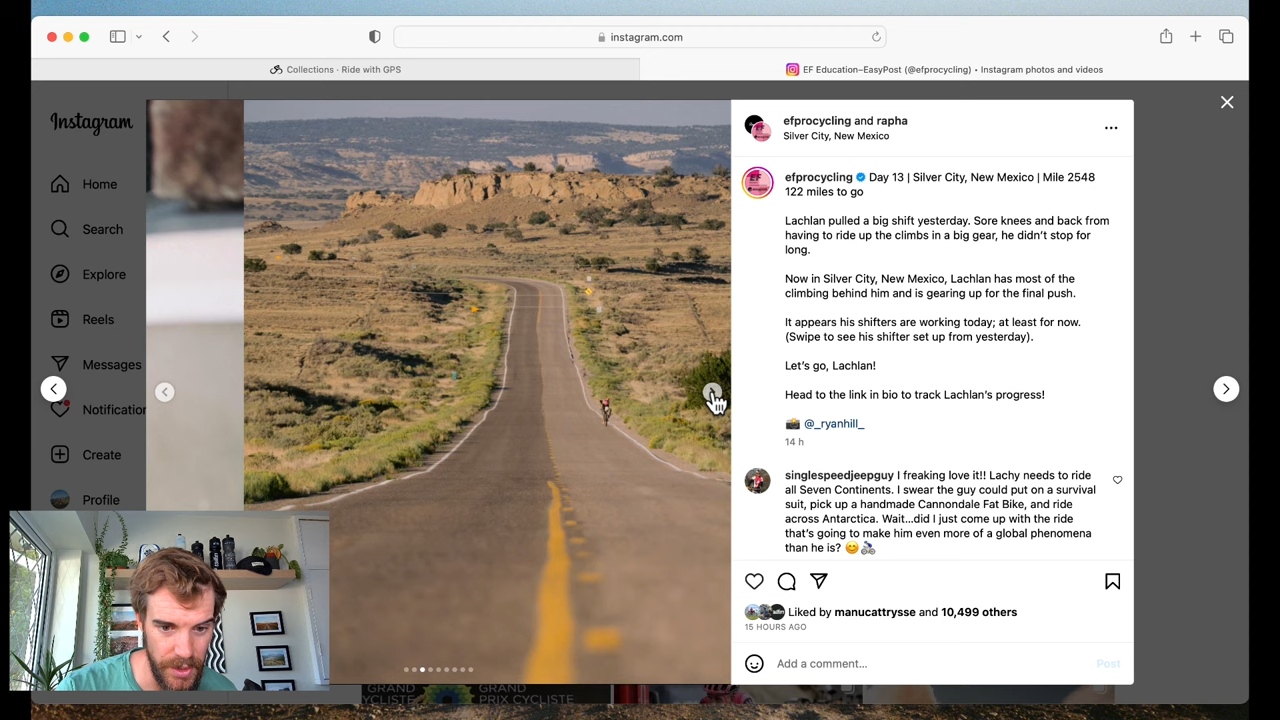 instagram.com
Collections · Ride with GPS
EF Education–EasyPost (@efprocycling) • Instagram photos and videos
Instagram
Home
Search
Explore
Reels
Messages
Notification
Create
Profile
efprocycling and rapha
Silver City, New Mexico
efprocycling Day 13 | Silver City, New Mexico | Mile 2548
122 miles to go
Lachlan pulled a big shift yesterday. Sore knees and back from
having to ride up the climbs in a big gear, he didn’t stop for
long.
Now in Silver City, New Mexico, Lachlan has most of the
climbing behind him and is gearing up for the final push.
It appears his shifters are working today; at least for now.
(Swipe to see his shifter set up from yesterday).
Let’s go, Lachlan!
Head to the link in bio to track Lachlan’s progress!
📸 @_ryanhill_
14 h
singlespeedjeepguy I freaking love it!! Lachy needs to ride
all Seven Continents. I swear the guy could put on a survival
suit, pick up a handmade Cannondale Fat Bike, and ride
across Antarctica. Wait...did I just come up with the ride
that’s going to make him even more of a global phenomena
than he is? 😊🚴
Liked by manucattrysse and 10,499 others
15 HOURS AGO
Add a comment...
Post
GRAND GRAND
CYCLISTE PRIX CYCLISTE